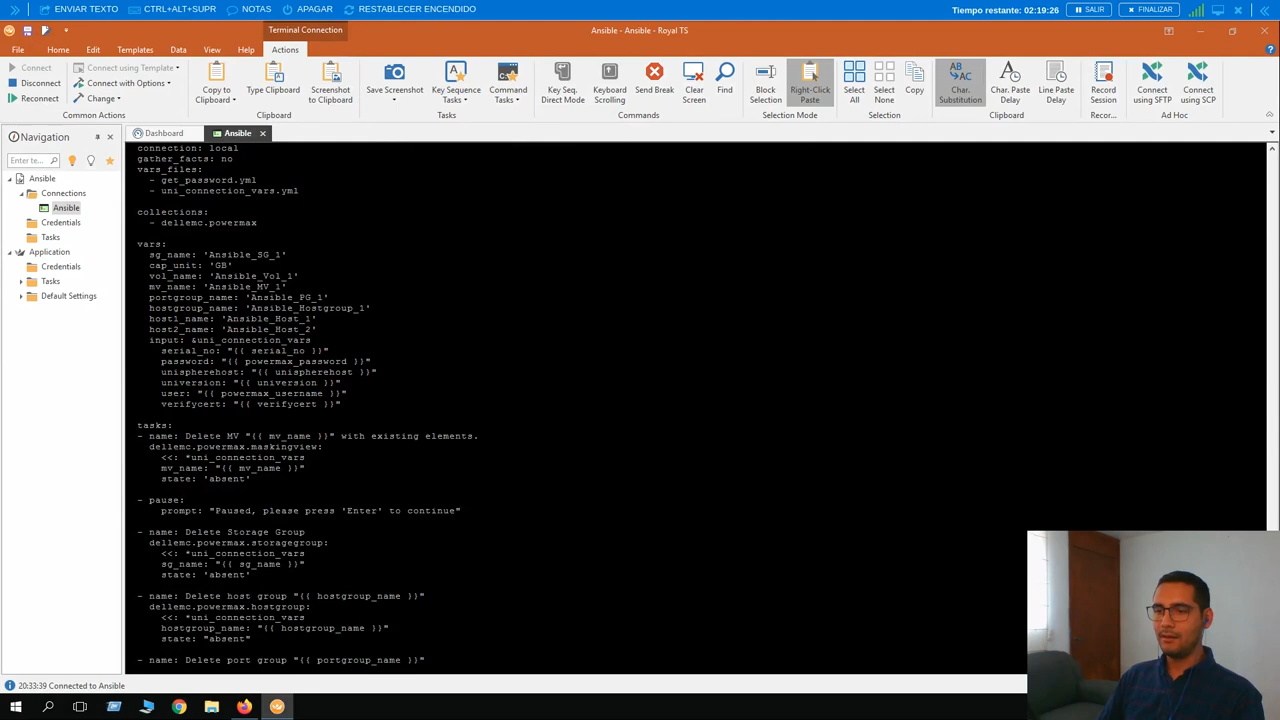 ENVIAR TEXTO CTRL+ALT+SUPR NOTAS APAGAR RESTABLECER ENCENDIDO
Tiempo restante: 2:19:26 SALIR FINALIZAR
Terminal Connection
Ansible - Ansible - Royal TS
File Home Edit Templates Data View Help Actions
Connect
Disconnect
Reconnect
Connect using Template
Connect with Options
Change
Common Actions
Copy to Clipboard
Type Clipboard
Screenshot to Clipboard
Clipboard
Save Screenshot
Key Sequence Tasks
Command Tasks
Tasks
Key Seq. Direct Mode
Keyboard Scrolling
Send Break
Clear Screen
Find
Commands
Block Selection
Right-Click Paste
Selection Mode
Select All
Select None
Copy
Selection
Char. Substitution
Char. Paste Delay
Line Paste Delay
Clipboard
Record Session
Recor...
Connect using SFTP
Connect using SCP
Ad Hoc
Navigation
Dashboard
Ansible
Ente te...
Ansible
Connections
Ansible
Credentials
Tasks
Application
Credentials
Tasks
Default Settings
connection: local
gather_facts: no
vars_files:
- get_password.yml
- uni_connection_vars.yml
collections:
- dellemc.powermax
vars:
sg_name: 'Ansible_SG_1'
cap_unit: 'GB'
vol_name: 'Ansible_Vol_1'
mv_name: 'Ansible_MV_1'
portgroup_name: 'Ansible_PG_1'
hostgroup_name: 'Ansible_Hostgroup_1'
host1_name: 'Ansible_Host_1'
host2_name: 'Ansible_Host_2'
input: &uni_connection_vars
serial_no: "{{ serial_no }}"
password: "{{ powermax_password }}"
unispherehost: "{{ unispherehost }}"
universion: "{{ universion }}"
user: "{{ powermax_username }}"
verifycert: "{{ verifycert }}"
tasks:
- name: Delete MV "{{ mv_name }}" with existing elements.
dellemc.powermax.maskingview:
<<: *uni_connection_vars
mv_name: "{{ mv_name }}"
state: 'absent'
- pause:
prompt: "Paused, please press 'Enter' to continue"
- name: Delete Storage Group
dellemc.powermax.storagegroup:
<<: *uni_connection_vars
sg_name: "{{ sg_name }}"
state: 'absent'
- name: Delete host group "{{ hostgroup_name }}"
dellemc.powermax.hostgroup:
<<: *uni_connection_vars
hostgroup_name: "{{ hostgroup_name }}"
state: "absent"
- name: Delete port group "{{ portgroup_name }}"
20:33:39 Connected to Ansible